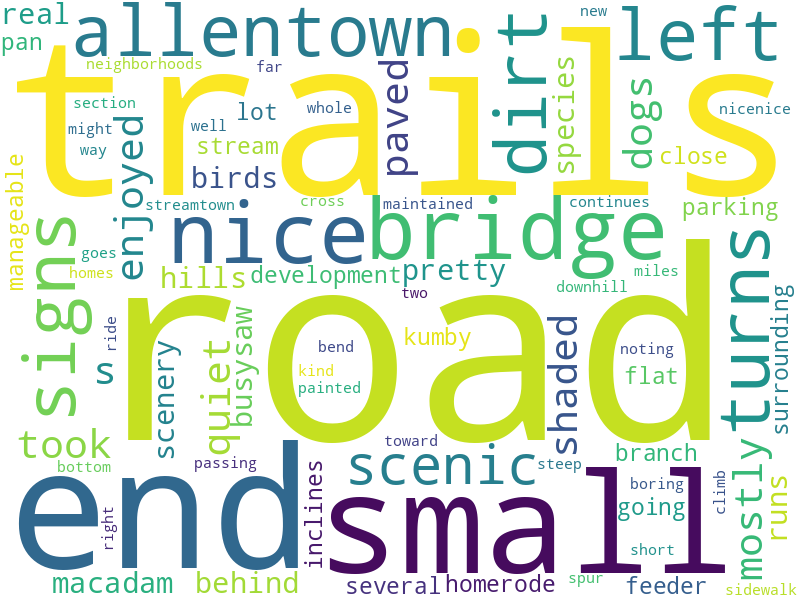 real
allentown
new
left
pan
trails
neighborhoods
far
dirt
section
lot
whole
paved
species
dogs
nicenice
might
well
way
stream
close
enjoyed
birds
manageable
streamtown
cross
maintained
continues
parking
signs
nice
bridge
turns
goes
homes
hills
development
pretty
miles
downhill
two
road
ride
s
scenery
quiet
busysaw
bend
kind
painted
kumby
shaded
noting
flat
surrounding
took
bottom
passing
toward
scenic
steep
branch
mostly
end
right
inclines
small
boring
going
climb
runs
short
macadam
behind
several
homerode
spur
feeder
sidewalk